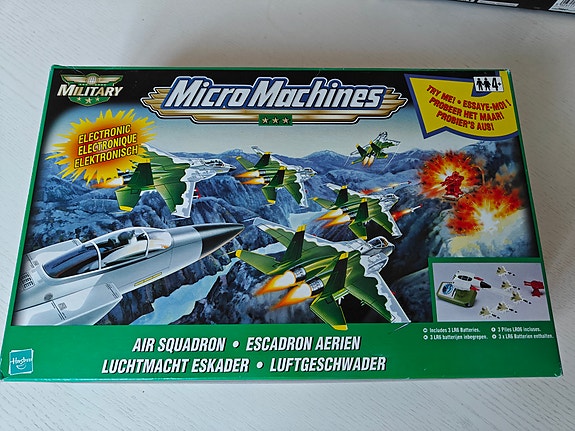 MILITARY
MicroMachines
4+
TRY ME! • ESSAYE-MOI!
PROBEER HET MAAR!
PROBIER'S AUS!
ELECTRONIC
ELECTRONIQUE
ELEKTRONISCH
• Includes 3 LR6 Batteries. • 3 Piles LR06 incluses.
• 3 LR6 batterijen inbegrepen. • 3 x LR6 Batterien enthalten.
AIR SQUADRON • ESCADRON AERIEN
LUCHTMACHT ESKADER • LUFTGESCHWADER
Hasbro